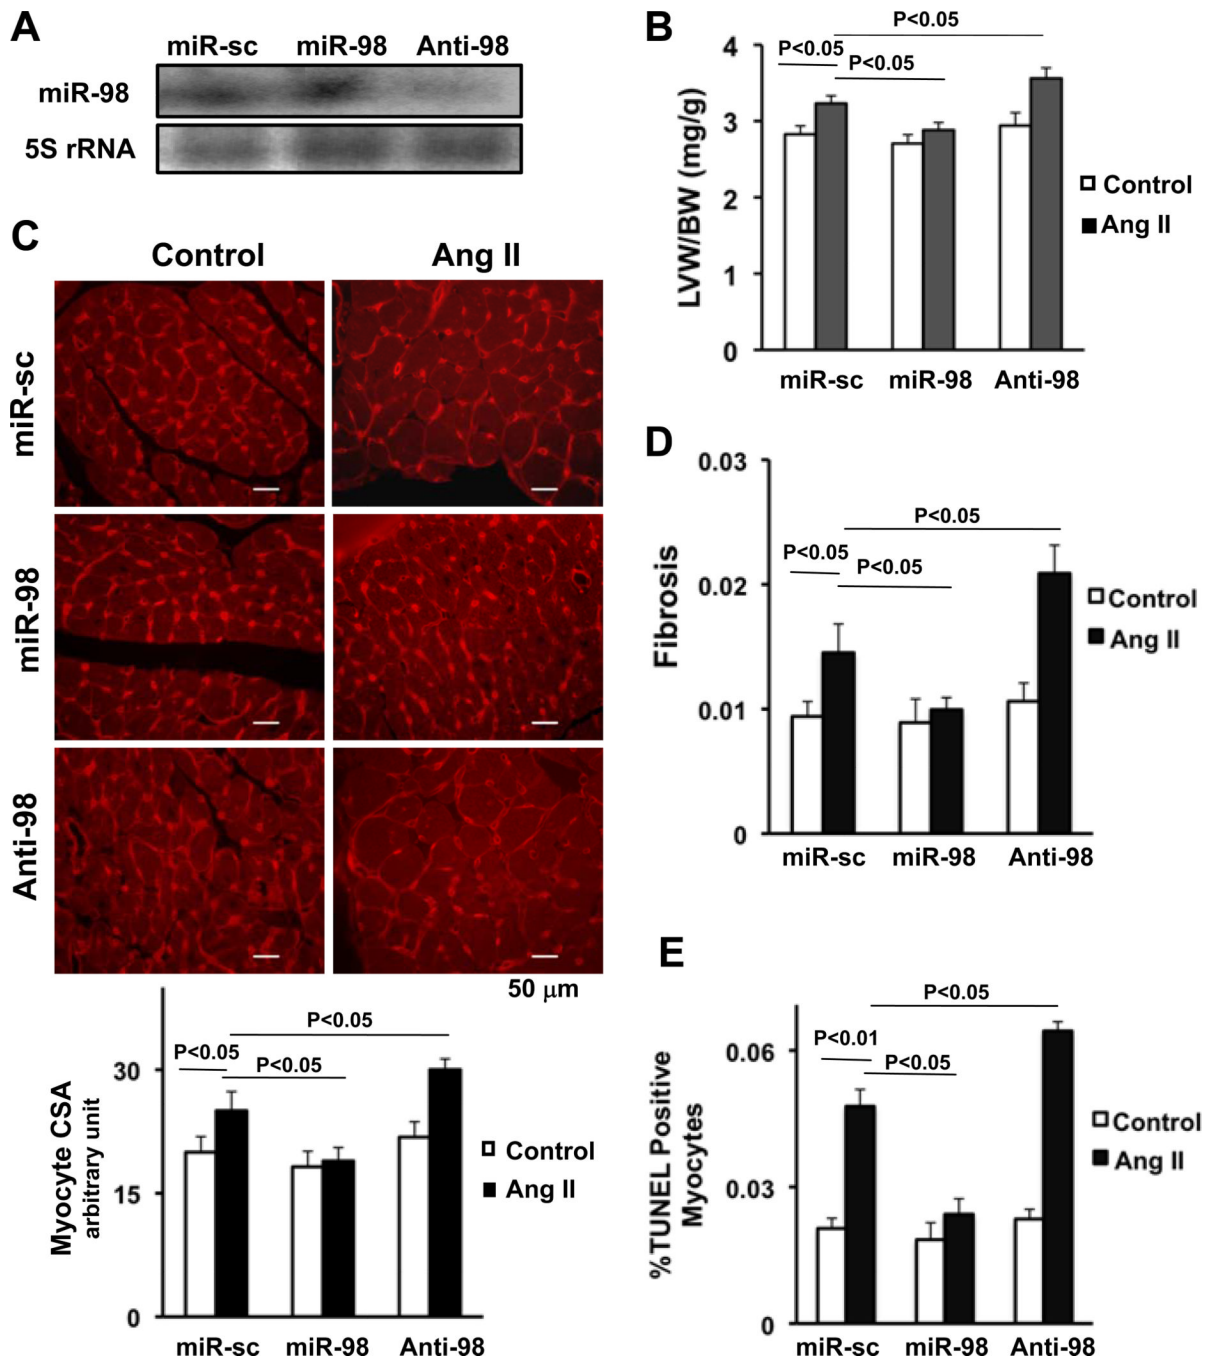 A
miR-sc miR-98 Anti-98
miR-98
5S rRNA
B
P<0.05
P<0.05
P<0.05
LVW/BW (mg/g)
4
3
2
1
0
miR-sc miR-98 Anti-98
Control
Ang II
C
Control Ang II
miR-sc
miR-98
Anti-98
50 μm
P<0.05
P<0.05
P<0.05
Myocyte CSA
arbitrary unit
30
15
0
Control
Ang II
miR-sc miR-98 Anti-98
D
0.03
0.02
0.01
0
Fibrosis
P<0.05
P<0.05
P<0.05
Control
Ang II
miR-sc miR-98 Anti-98
E
P<0.05
P<0.01
P<0.05
0.06
0.03
0
%TUNEL Positive
Myocytes
Control
Ang II
miR-sc miR-98 Anti-98